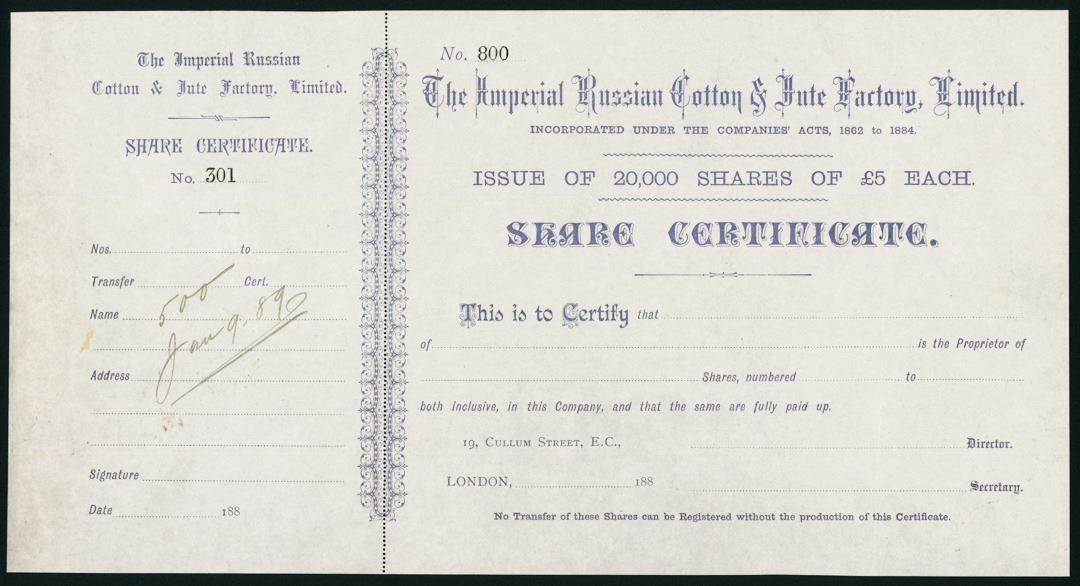 The Imperial Russian
Cotton & Jute Factory, Limited.
SHARE CERTIFICATE.
No. 301
Nos. to
Transfer Cert.
Name
500
Jan 9. 89
Address
Signature
Date 188
No. 800
The Imperial Russian Cotton & Jute Factory, Limited.
INCORPORATED UNDER THE COMPANIES' ACTS, 1862 to 1884.
ISSUE OF 20,000 SHARES OF £5 EACH.
SHARE CERTIFICATE.
This is to Certify that
of is the Proprietor of
Shares, numbered to
both inclusive, in this Company, and that the same are fully paid up.
19, Cullum Street, E.C., Director.
LONDON, 188 Secretary.
No Transfer of these Shares can be Registered without the production of this Certificate.